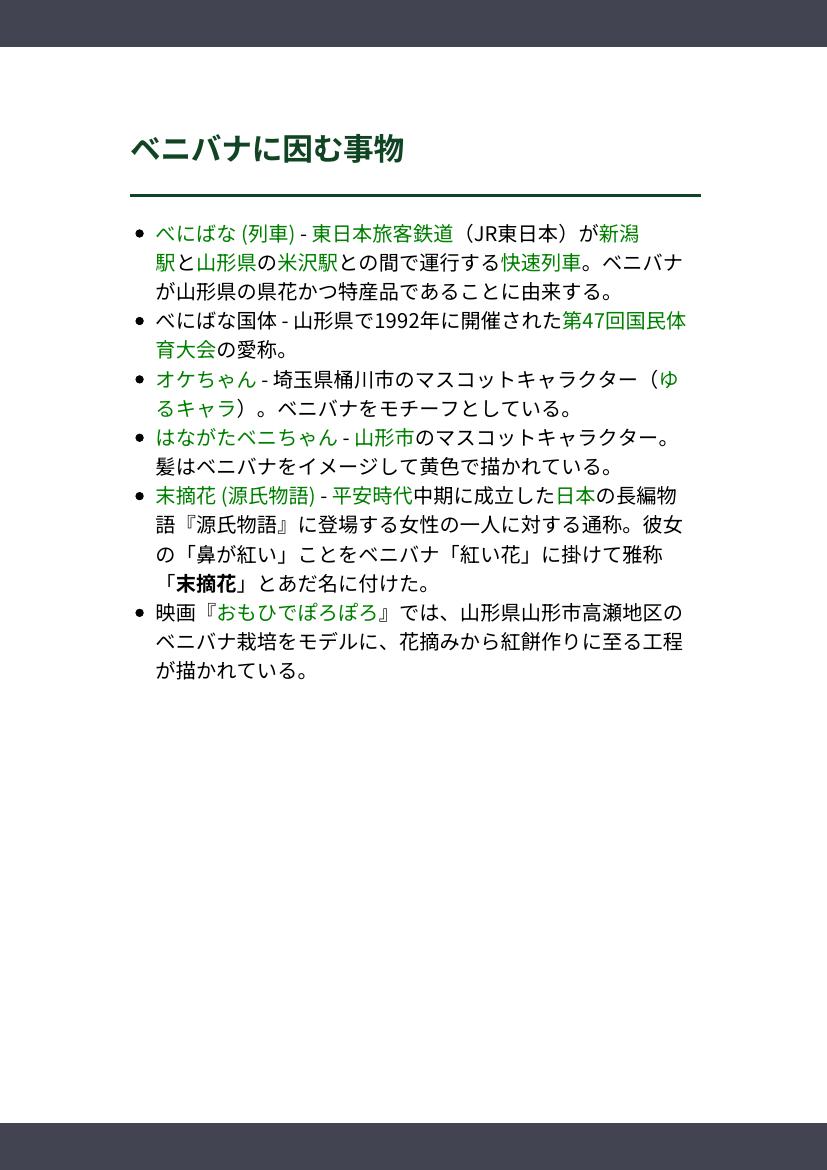 ベニバナに因む事物
べにばな (列車) - 東日本旅客鉄道（JR東日本）が新潟
駅と山形県の米沢駅との間で運行する快速列車。ベニバナ
が山形県の県花かつ特産品であることに由来する。
べにばな国体 - 山形県で1992年に開催された第47回国民体
育大会の愛称。
オケちゃん - 埼玉県桶川市のマスコットキャラクター（ゆ
るキャラ）。ベニバナをモチーフとしている。
はながたベニちゃん - 山形市のマスコットキャラクター。
髪はベニバナをイメージして黄色で描かれている。
末摘花 (源氏物語) - 平安時代中期に成立した日本の長編物
語『源氏物語』に登場する女性の一人に対する通称。彼女
の「鼻が紅い」ことをベニバナ「紅い花」に掛けて雅称
「末摘花」とあだ名に付けた。
映画『おもひでぽろぽろ』では、山形県山形市高瀬地区の
ベニバナ栽培をモデルに、花摘みから紅餅作りに至る工程
が描かれている。